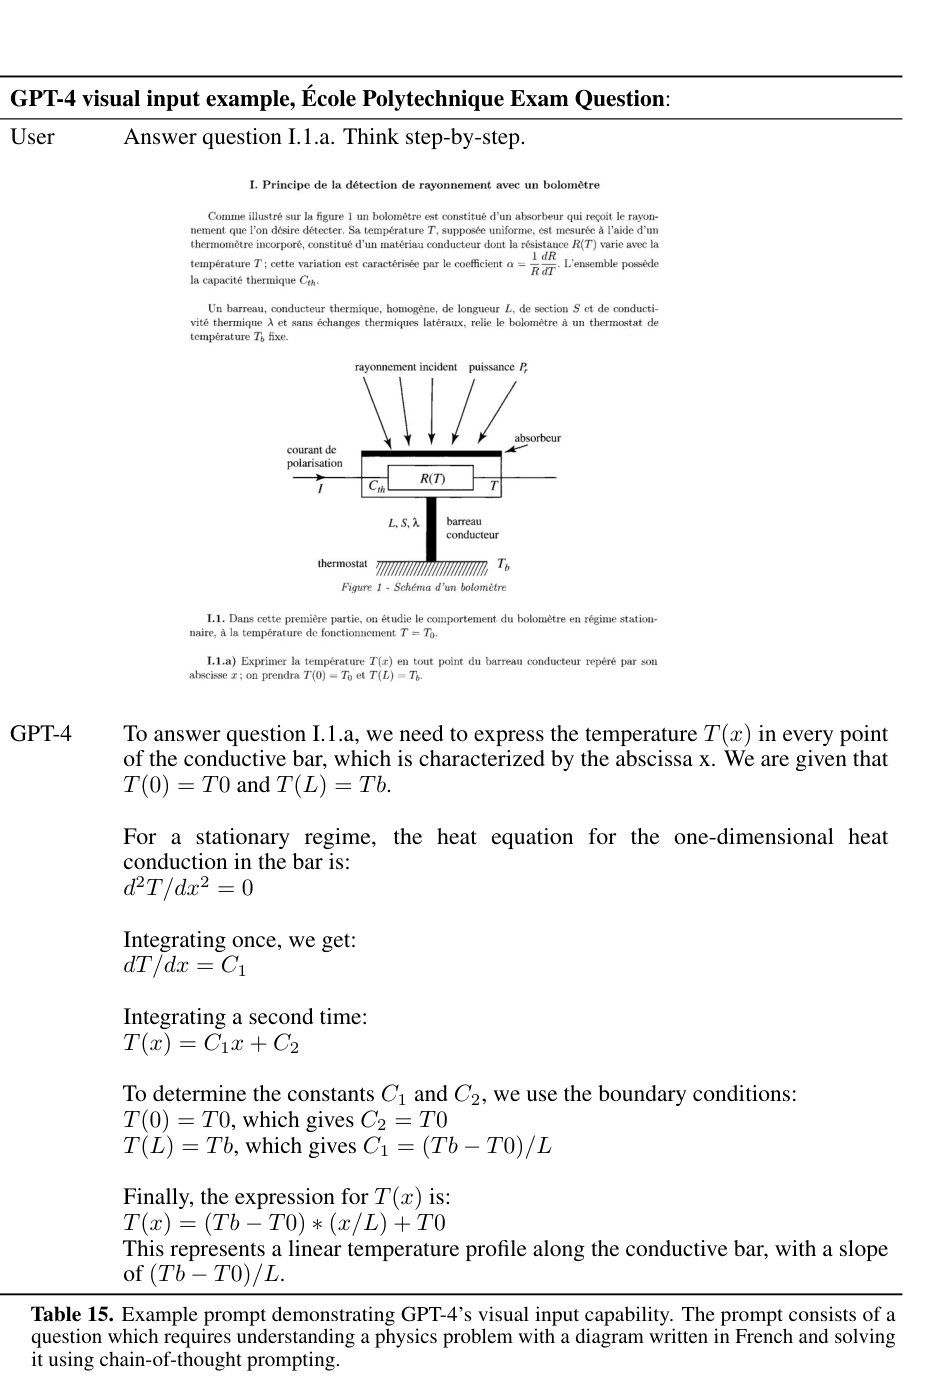 GPT-4 visual input example, École Polytechnique Exam Question:
User Answer question I.1.a. Think step-by-step.
I. Principe de la détection de rayonnement avec un bolomètre
Comme illustré sur la figure 1 un bolomètre est constitué d'un absorbeur qui reçoit le rayon-
nement que l'on désire détecter. Sa température T, supposée uniforme, est mesurée à l'aide d'un
thermomètre incorporé, constitué d'un matériau conducteur dont la résistance R(T) varie avec la
température T ; cette variation est caractérisée par le coefficient α = 1/R dR/dT. L'ensemble possède
la capacité thermique Cth.
Un barreau, conducteur thermique, homogène, de longueur L, de section S et de conducti-
vité thermique λ et sans échanges thermiques latéraux, relie le bolomètre à un thermostat de
température Tb fixe.
rayonnement incident puissance Pr
absorbeur
courant de
polarisation
I
Cth
R(T)
T
L, S, λ
barreau
conducteur
thermostat
Tb
Figure 1 - Schéma d'un bolomètre
I.1. Dans cette première partie, on étudie le comportement du bolomètre en régime station-
naire, à la température de fonctionnement T = T0.
I.1.a) Exprimer la température T(x) en tout point du barreau conducteur repéré par son
abscisse x ; on prendra T(0) = T0 et T(L) = Tb.
GPT-4 To answer question I.1.a, we need to express the temperature T(x) in every point
of the conductive bar, which is characterized by the abscissa x. We are given that
T(0) = T0 and T(L) = Tb.
For a stationary regime, the heat equation for the one-dimensional heat
conduction in the bar is:
d²T/dx² = 0
Integrating once, we get:
dT/dx = C₁
Integrating a second time:
T(x) = C₁x + C₂
To determine the constants C₁ and C₂, we use the boundary conditions:
T(0) = T0, which gives C₂ = T0
T(L) = Tb, which gives C₁ = (Tb − T0)/L
Finally, the expression for T(x) is:
T(x) = (Tb − T0) ∗ (x/L) + T0
This represents a linear temperature profile along the conductive bar, with a slope
of (Tb − T0)/L.
Table 15. Example prompt demonstrating GPT-4's visual input capability. The prompt consists of a
question which requires understanding a physics problem with a diagram written in French and solving
it using chain-of-thought prompting.